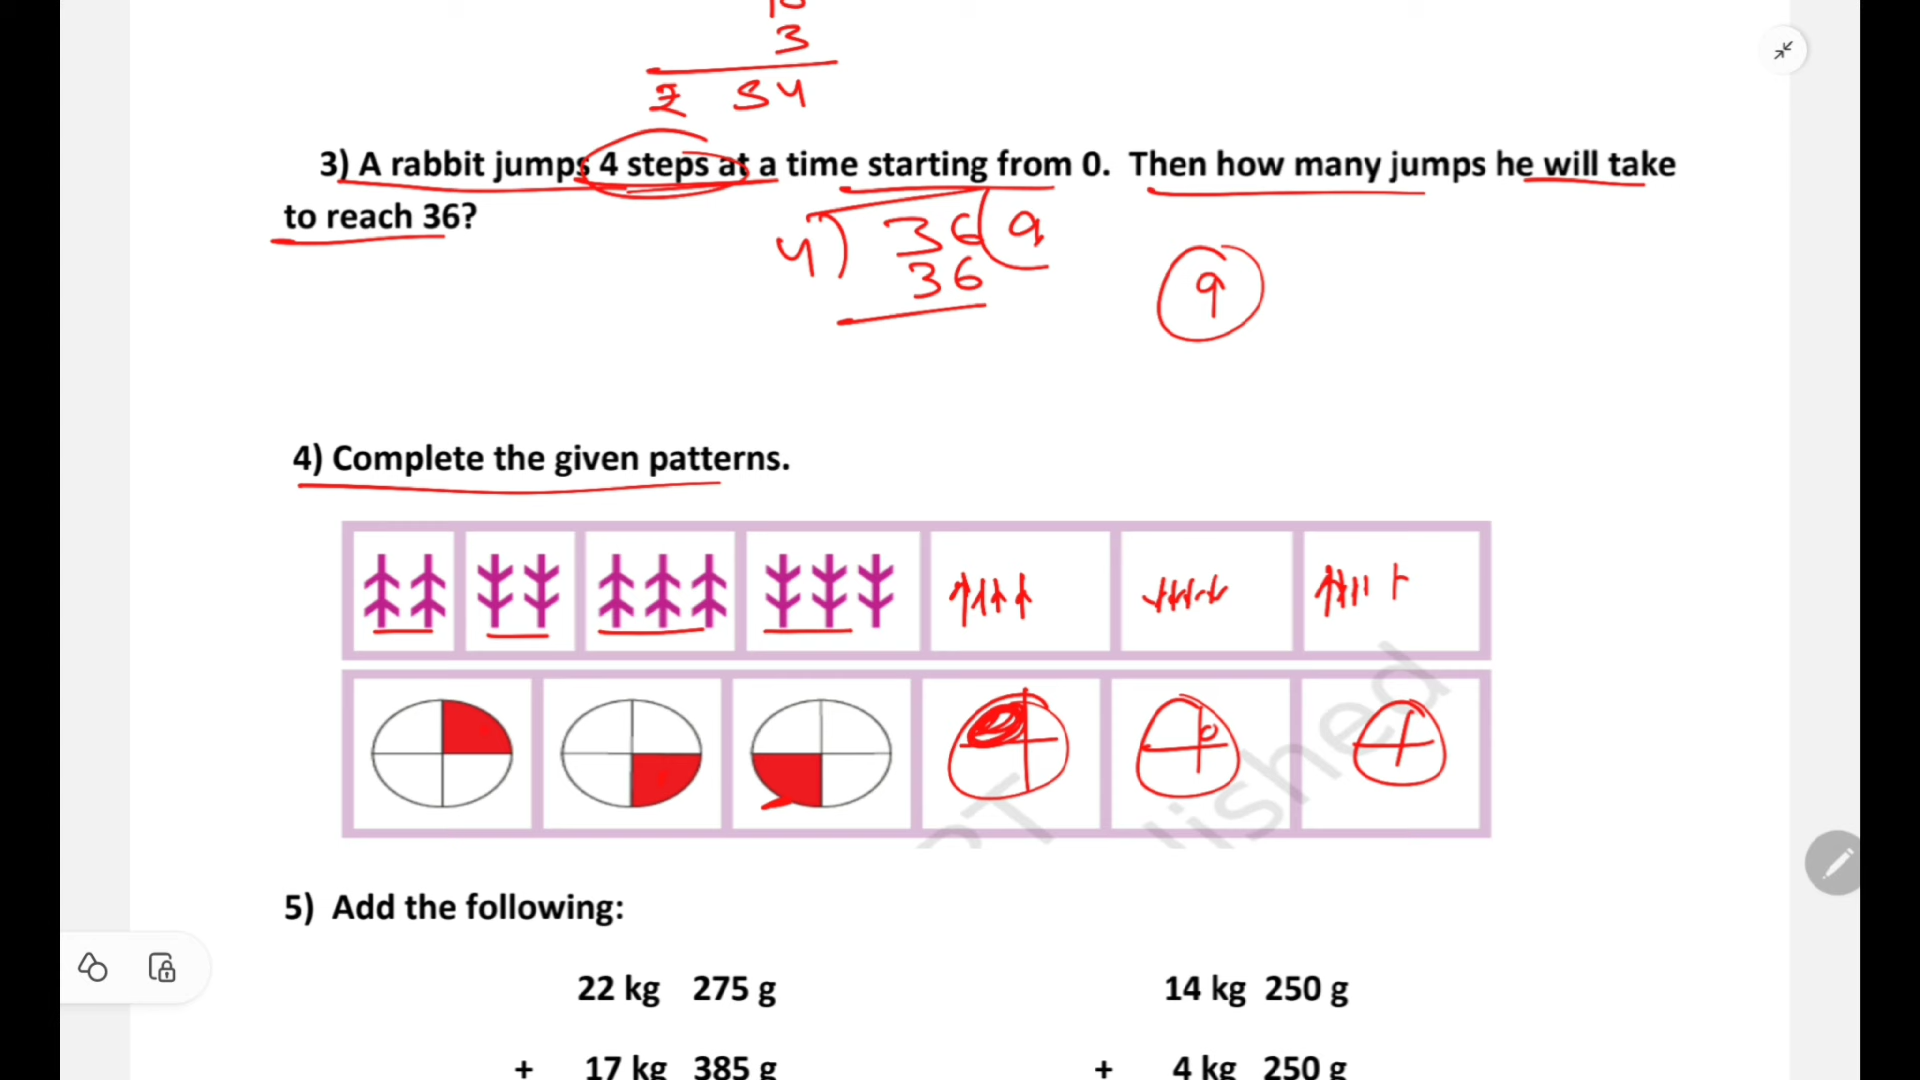 3
₹ 34
3) A rabbit jumps 4 steps at a time starting from 0. Then how many jumps he will take
to reach 36?
4) 36 ( 9
36
9
4) Complete the given patterns.
lished
5) Add the following:
22 kg 275 g 14 kg 250 g
+ 17 kg 385 g + 4 kg 250 g